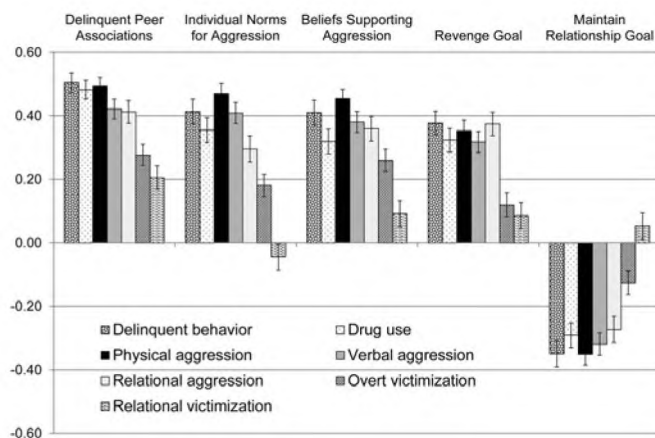 Delinquent Peer Associations
Individual Norms for Aggression
Beliefs Supporting Aggression
Revenge Goal
Maintain Relationship Goal
0.60
0.40
0.20
0.00
-0.20
-0.40
-0.60
Delinquent behavior
Drug use
Physical aggression
Verbal aggression
Relational aggression
Overt victimization
Relational victimization